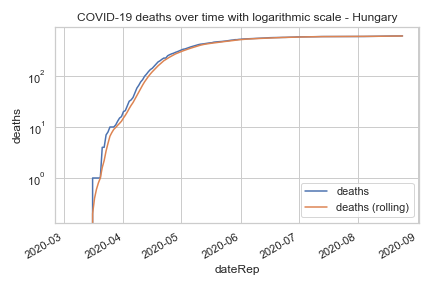 COVID-19 deaths over time with logarithmic scale - Hungary
deaths
10²
10¹
10⁰
deaths
deaths (rolling)
2020-03
2020-04
2020-05
2020-06
2020-07
2020-08
2020-09
dateRep